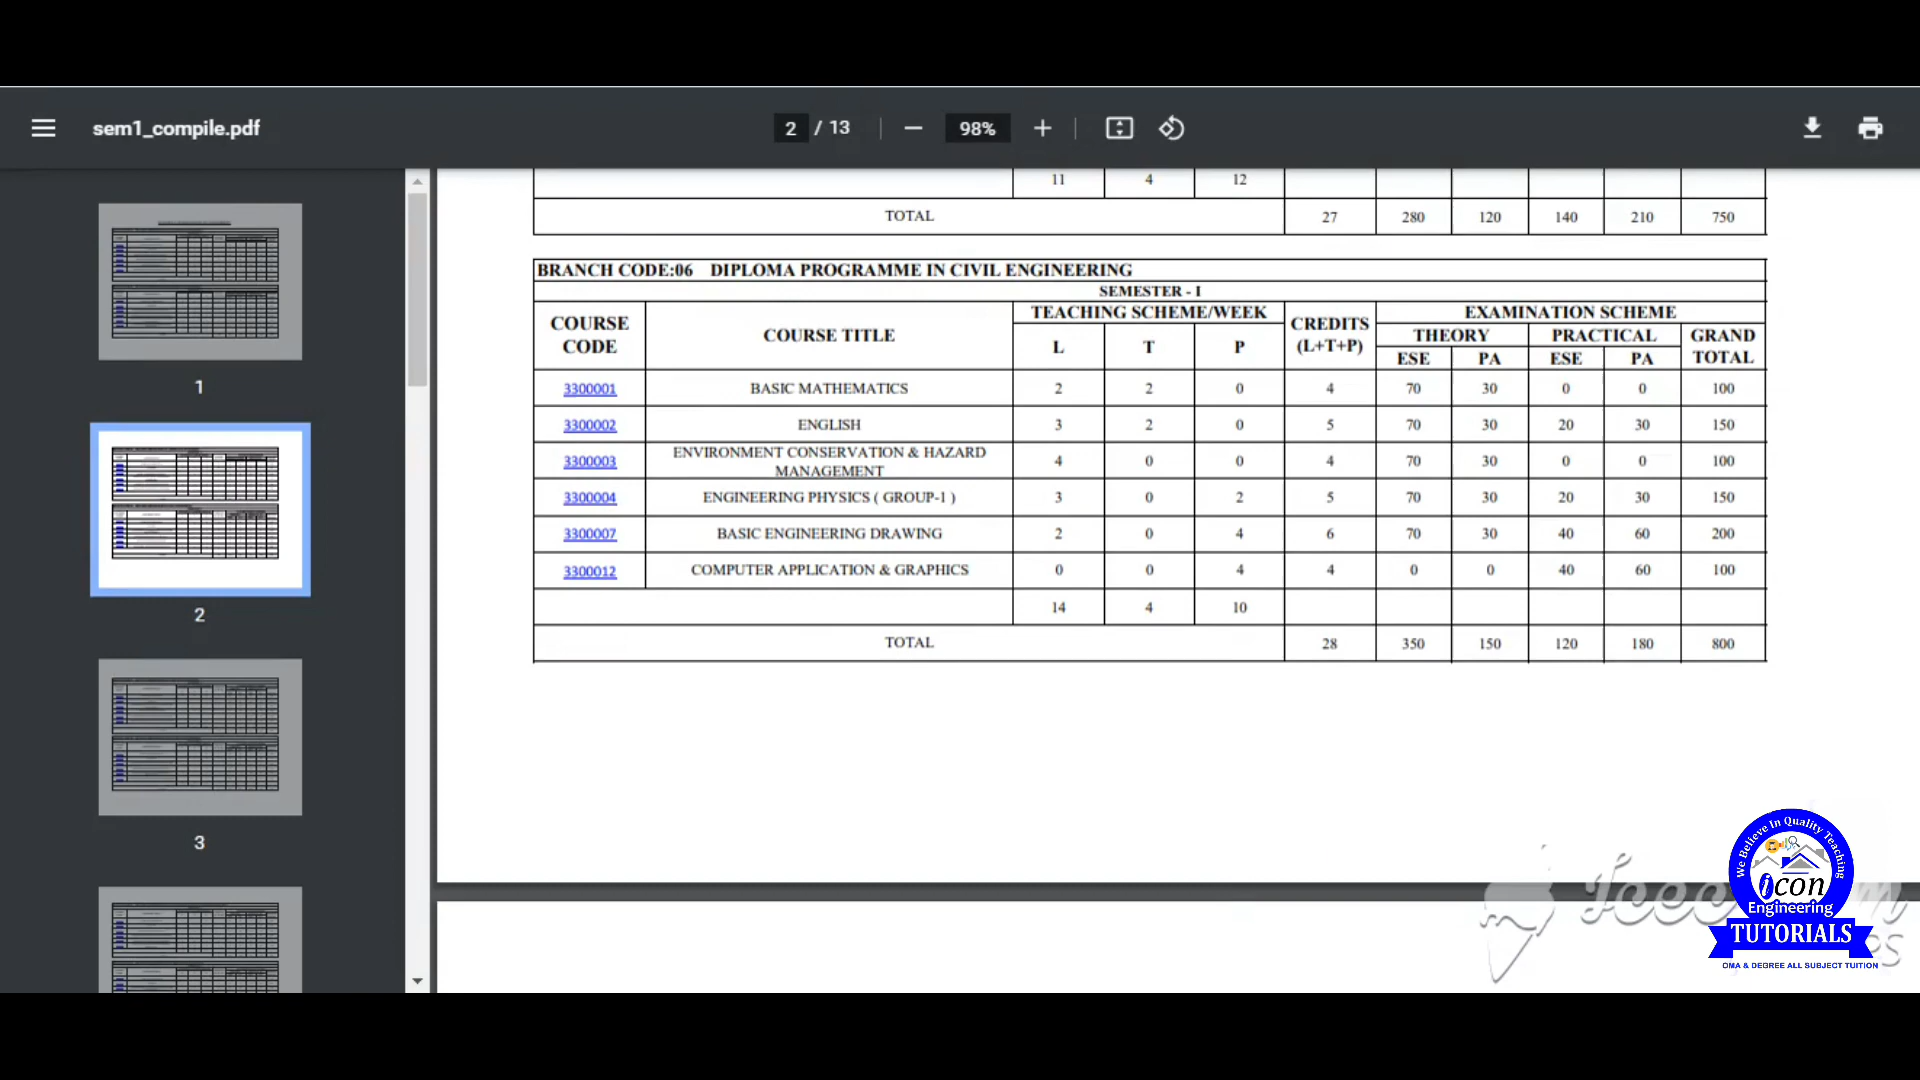 sem1_compile.pdf
2 / 13
98%
11 4 12
TOTAL 27 280 120 140 210 750
BRANCH CODE:06 DIPLOMA PROGRAMME IN CIVIL ENGINEERING
SEMESTER - I
COURSE CODE COURSE TITLE TEACHING SCHEME/WEEK CREDITS (L+T+P) EXAMINATION SCHEME
L T P THEORY PRACTICAL GRAND TOTAL
ESE PA ESE PA
3300001 BASIC MATHEMATICS 2 2 0 4 70 30 0 0 100
3300002 ENGLISH 3 2 0 5 70 30 20 30 150
3300003 ENVIRONMENT CONSERVATION & HAZARD MANAGEMENT 4 0 0 4 70 30 0 0 100
3300004 ENGINEERING PHYSICS ( GROUP-1 ) 3 0 2 5 70 30 20 30 150
3300007 BASIC ENGINEERING DRAWING 2 0 4 6 70 30 40 60 200
3300012 COMPUTER APPLICATION & GRAPHICS 0 0 4 4 0 0 40 60 100
14 4 10
TOTAL 28 350 150 120 180 800
1
2
3
We Believe In Quality Teaching
icon
Engineering
TUTORIALS
OMA & DEGREE ALL SUBJECT TUITION